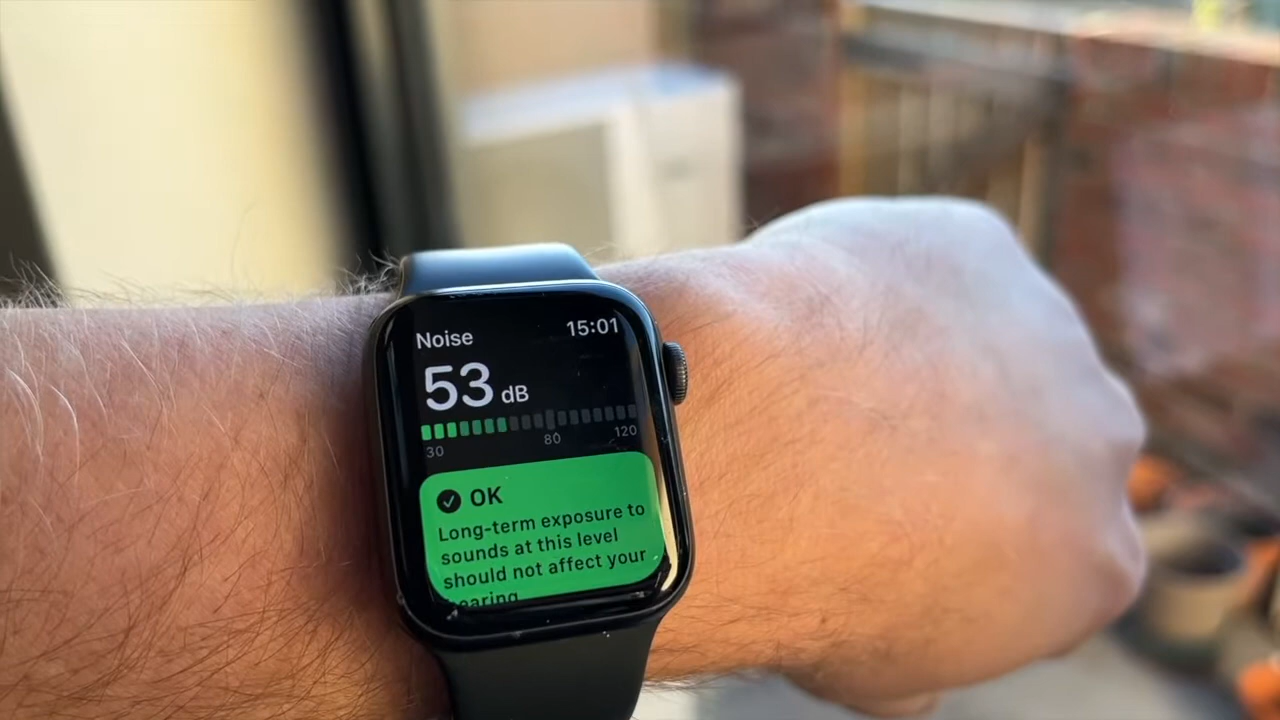 Noise 15:01
53 dB
30 80 120
OK
Long-term exposure to
sounds at this level
should not affect your
hearing